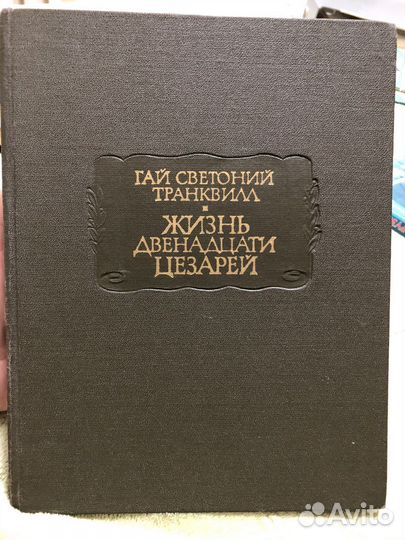 ГАЙ СВЕТОНИЙ
ТРАНКВИЛЛ
ЖИЗНЬ
ДВЕНАДЦАТИ
ЦЕЗАРЕЙ
Avito